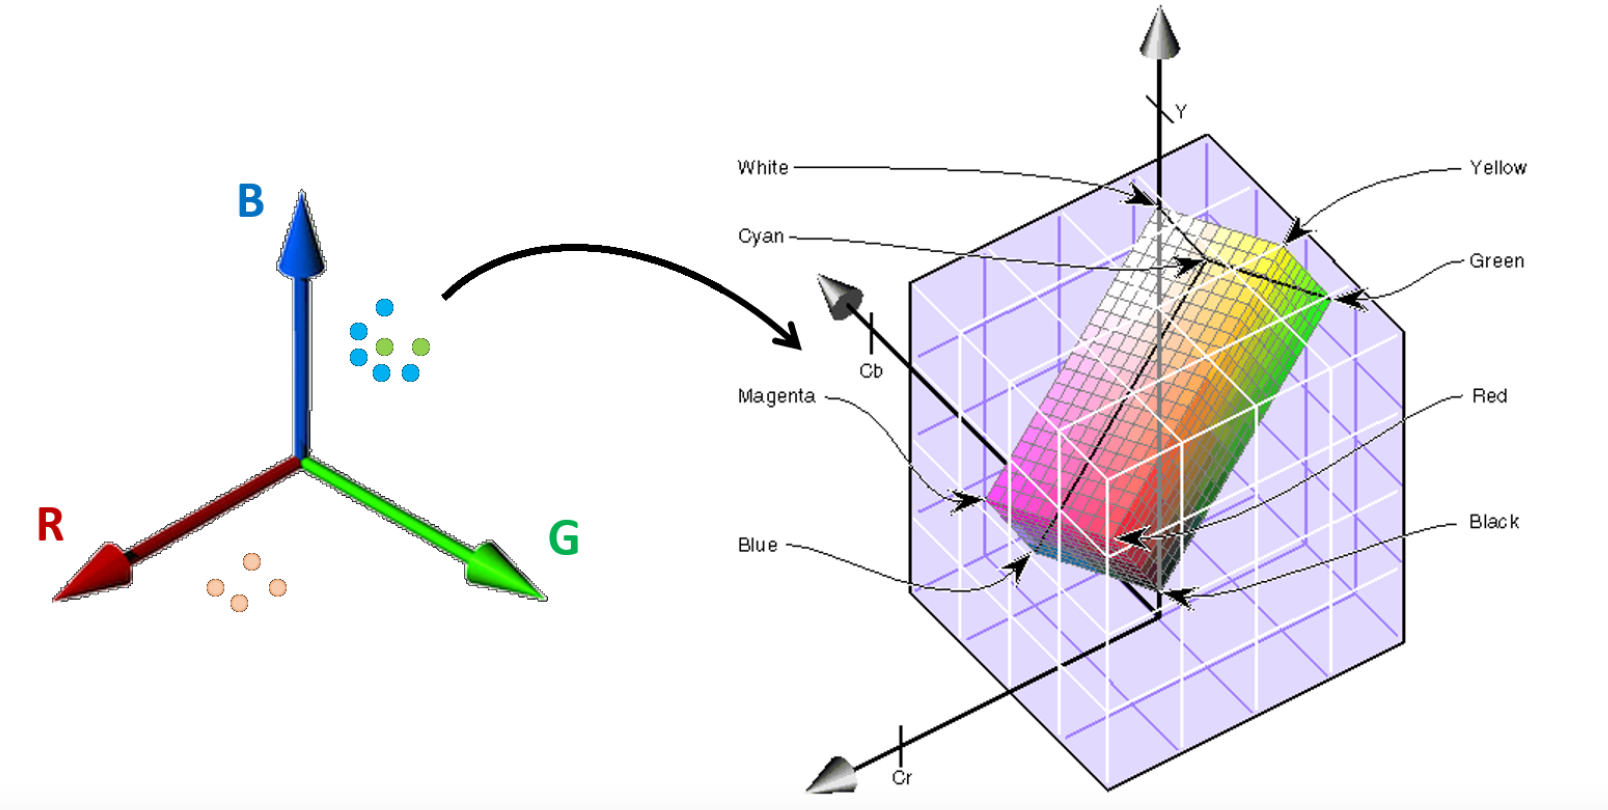 B
R
G
Y
White
Yellow
Cyan
Green
Cb
Magenta
Red
Black
Blue
Cr